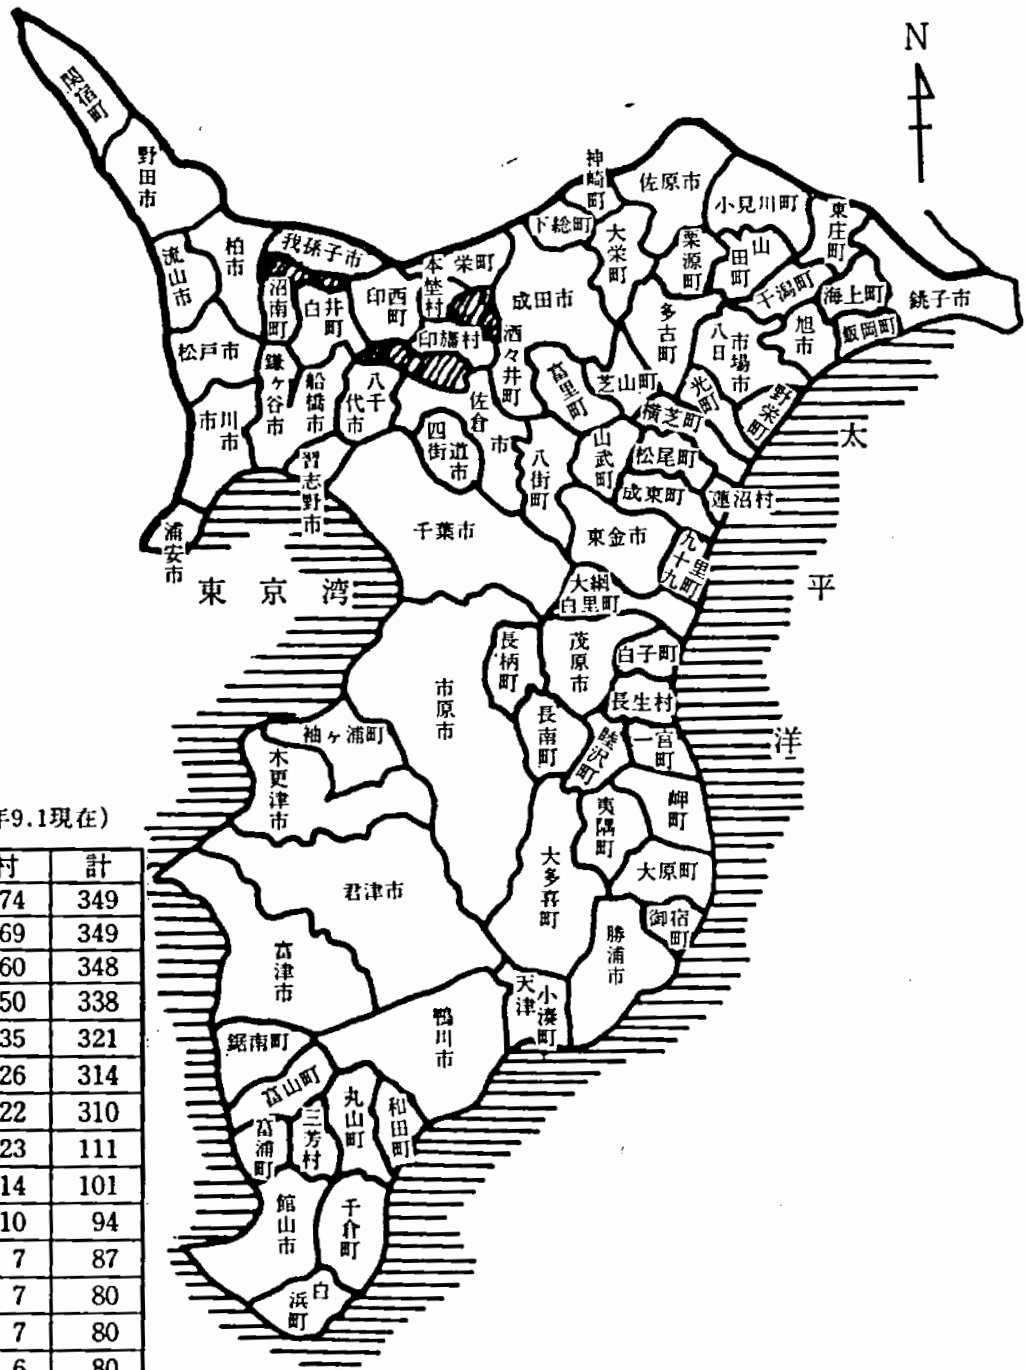 N
関宿町
野田市
神崎町
佐原市
小見川町
東庄町
下総町
大栄町
栗源町
山田町
干潟町
海上町
銚子市
流山市
柏市
我孫子市
沼南町
白井町
印西町
本埜村
栄町
成田市
多古町
八日市場市
旭市
飯岡町
松戸市
鎌ヶ谷市
船橋市
八千代市
印旛村
酒々井町
富里町
芝山町
光町
野栄町
市川市
習志野市
四街道市
佐倉市
八街町
山武町
横芝町
松尾町
成東町
蓮沼村
太平洋
浦安市
千葉市
東金市
九十九里町
東京湾
大網白里町
長柄町
茂原市
白子町
市原市
長生村
長南町
睦沢町
一宮町
袖ヶ浦町
木更津市
夷隅町
岬町
大多喜町
大原町
君津市
御宿町
勝浦市
富津市
天津小湊町
鴨川市
鋸南町
富山町
丸山町
和田町
富浦町
三芳村
館山市
千倉町
白浜町
年9.1現在)
村 計
74 349
69 349
60 348
50 338
35 321
26 314
22 310
23 111
14 101
10 94
7 87
7 80
7 80
6 80